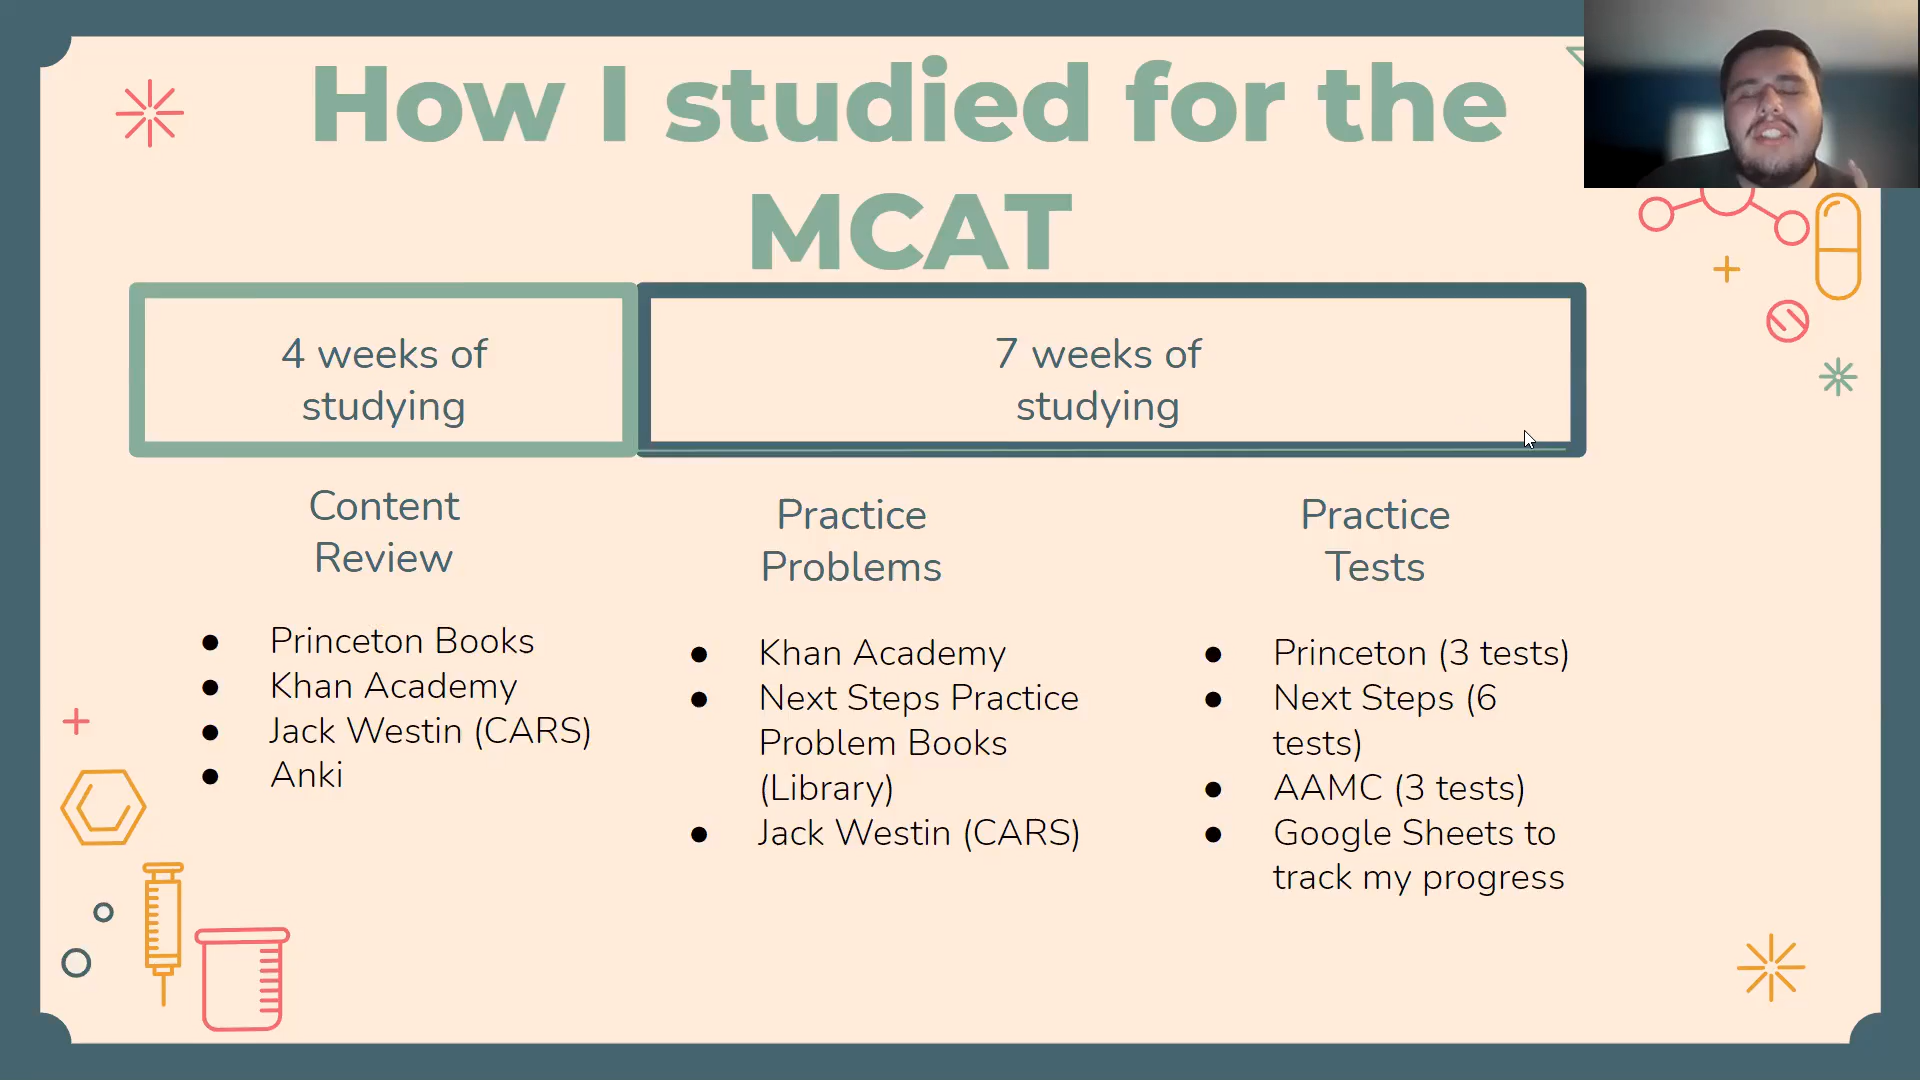 How I studied for the
MCAT
4 weeks of
studying
7 weeks of
studying
Content
Review
● Princeton Books
● Khan Academy
● Jack Westin (CARS)
● Anki
Practice
Problems
● Khan Academy
● Next Steps Practice
Problem Books
(Library)
● Jack Westin (CARS)
Practice
Tests
● Princeton (3 tests)
● Next Steps (6
tests)
● AAMC (3 tests)
● Google Sheets to
track my progress